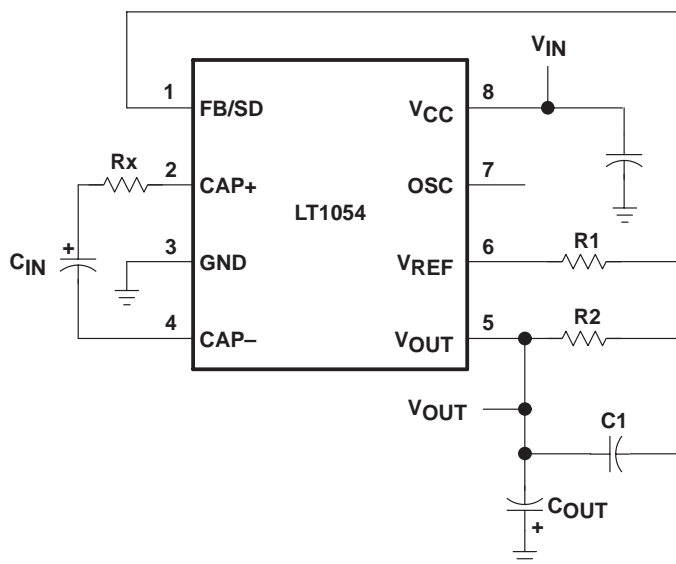 VIN
1
FB/SD
VCC
8
Rx
2
CAP+
OSC
7
LT1054
CIN
+
3
GND
VREF
6
R1
4
CAP–
VOUT
5
R2
VOUT
C1
COUT
+